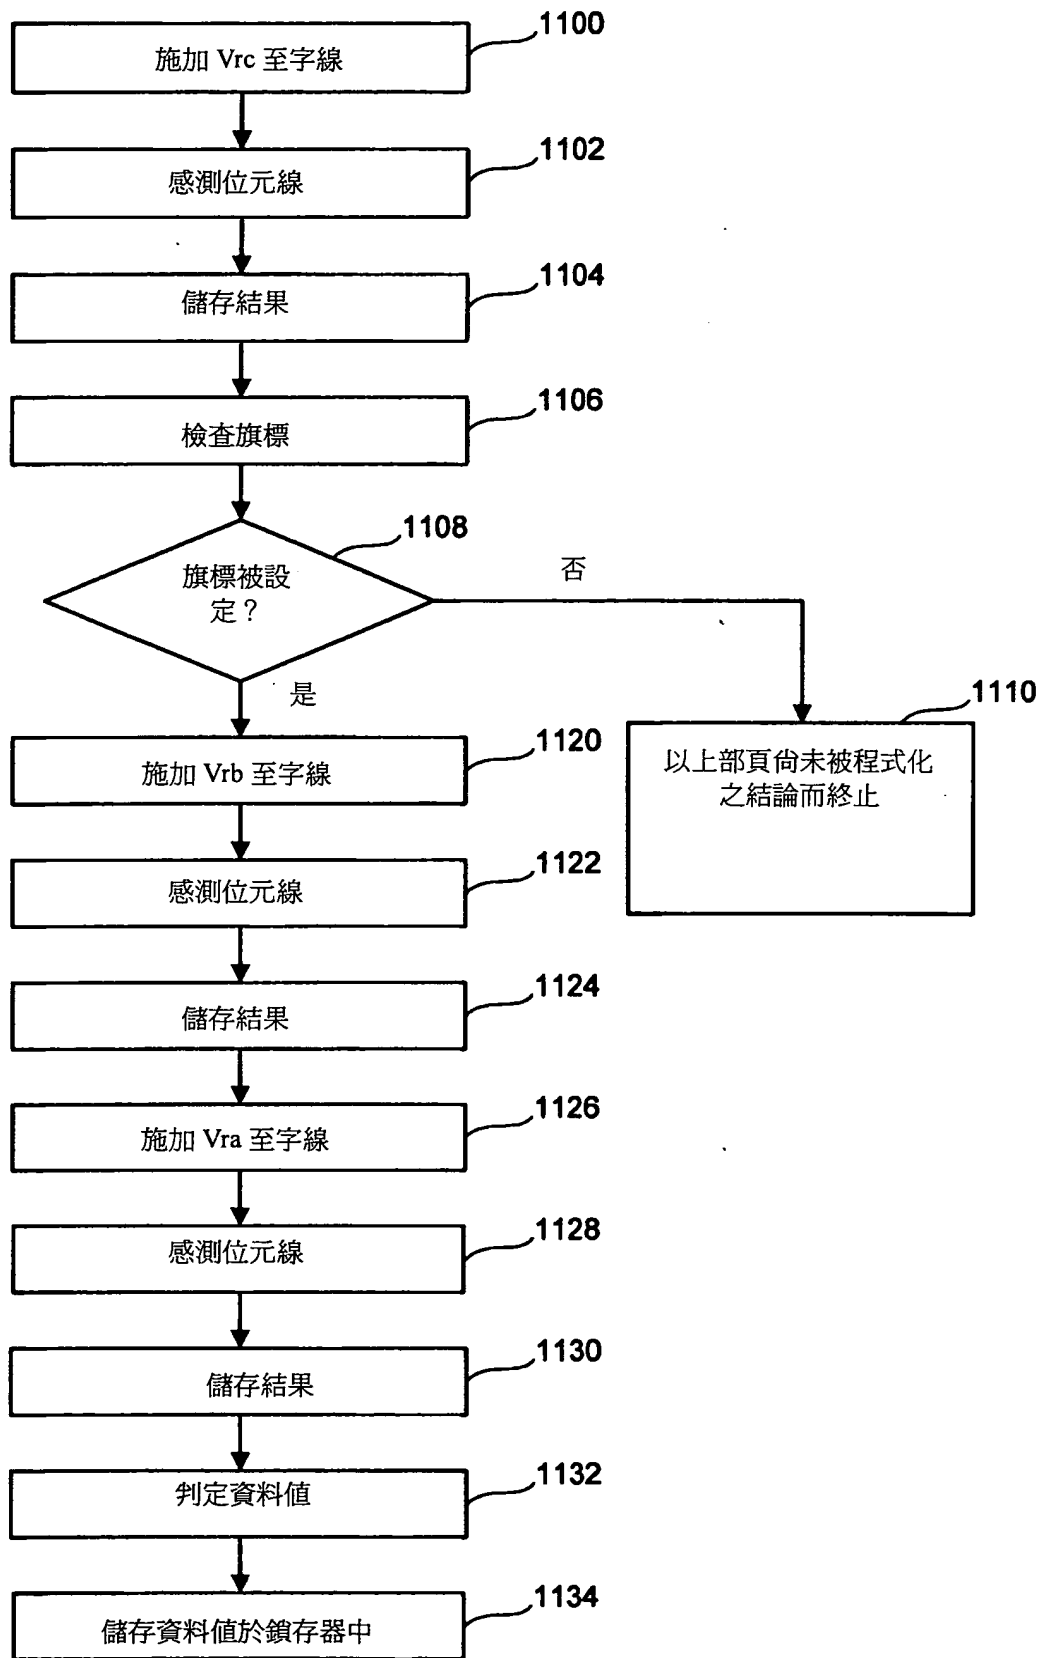 1100
施加 Vrc 至字線
1102
感測位元線
1104
儲存結果
1106
檢查旗標
1108
旗標被設
定？
否
是
1110
以上部頁尚未被程式化
之結論而終止
1120
施加 Vrb 至字線
1122
感測位元線
1124
儲存結果
1126
施加 Vra 至字線
1128
感測位元線
1130
儲存結果
1132
判定資料值
1134
儲存資料值於鎖存器中